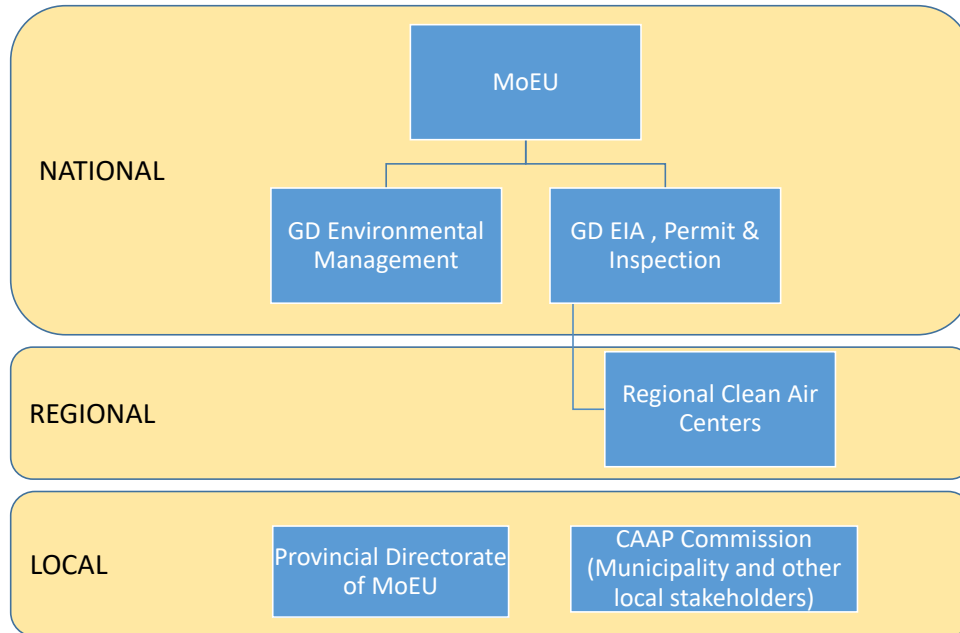 NATIONAL
MoEU
GD Environmental
Management
GD EIA , Permit &
Inspection
REGIONAL
Regional Clean Air
Centers
LOCAL
Provincial Directorate
of MoEU
CAAP Commission
(Municipality and other
local stakeholders)